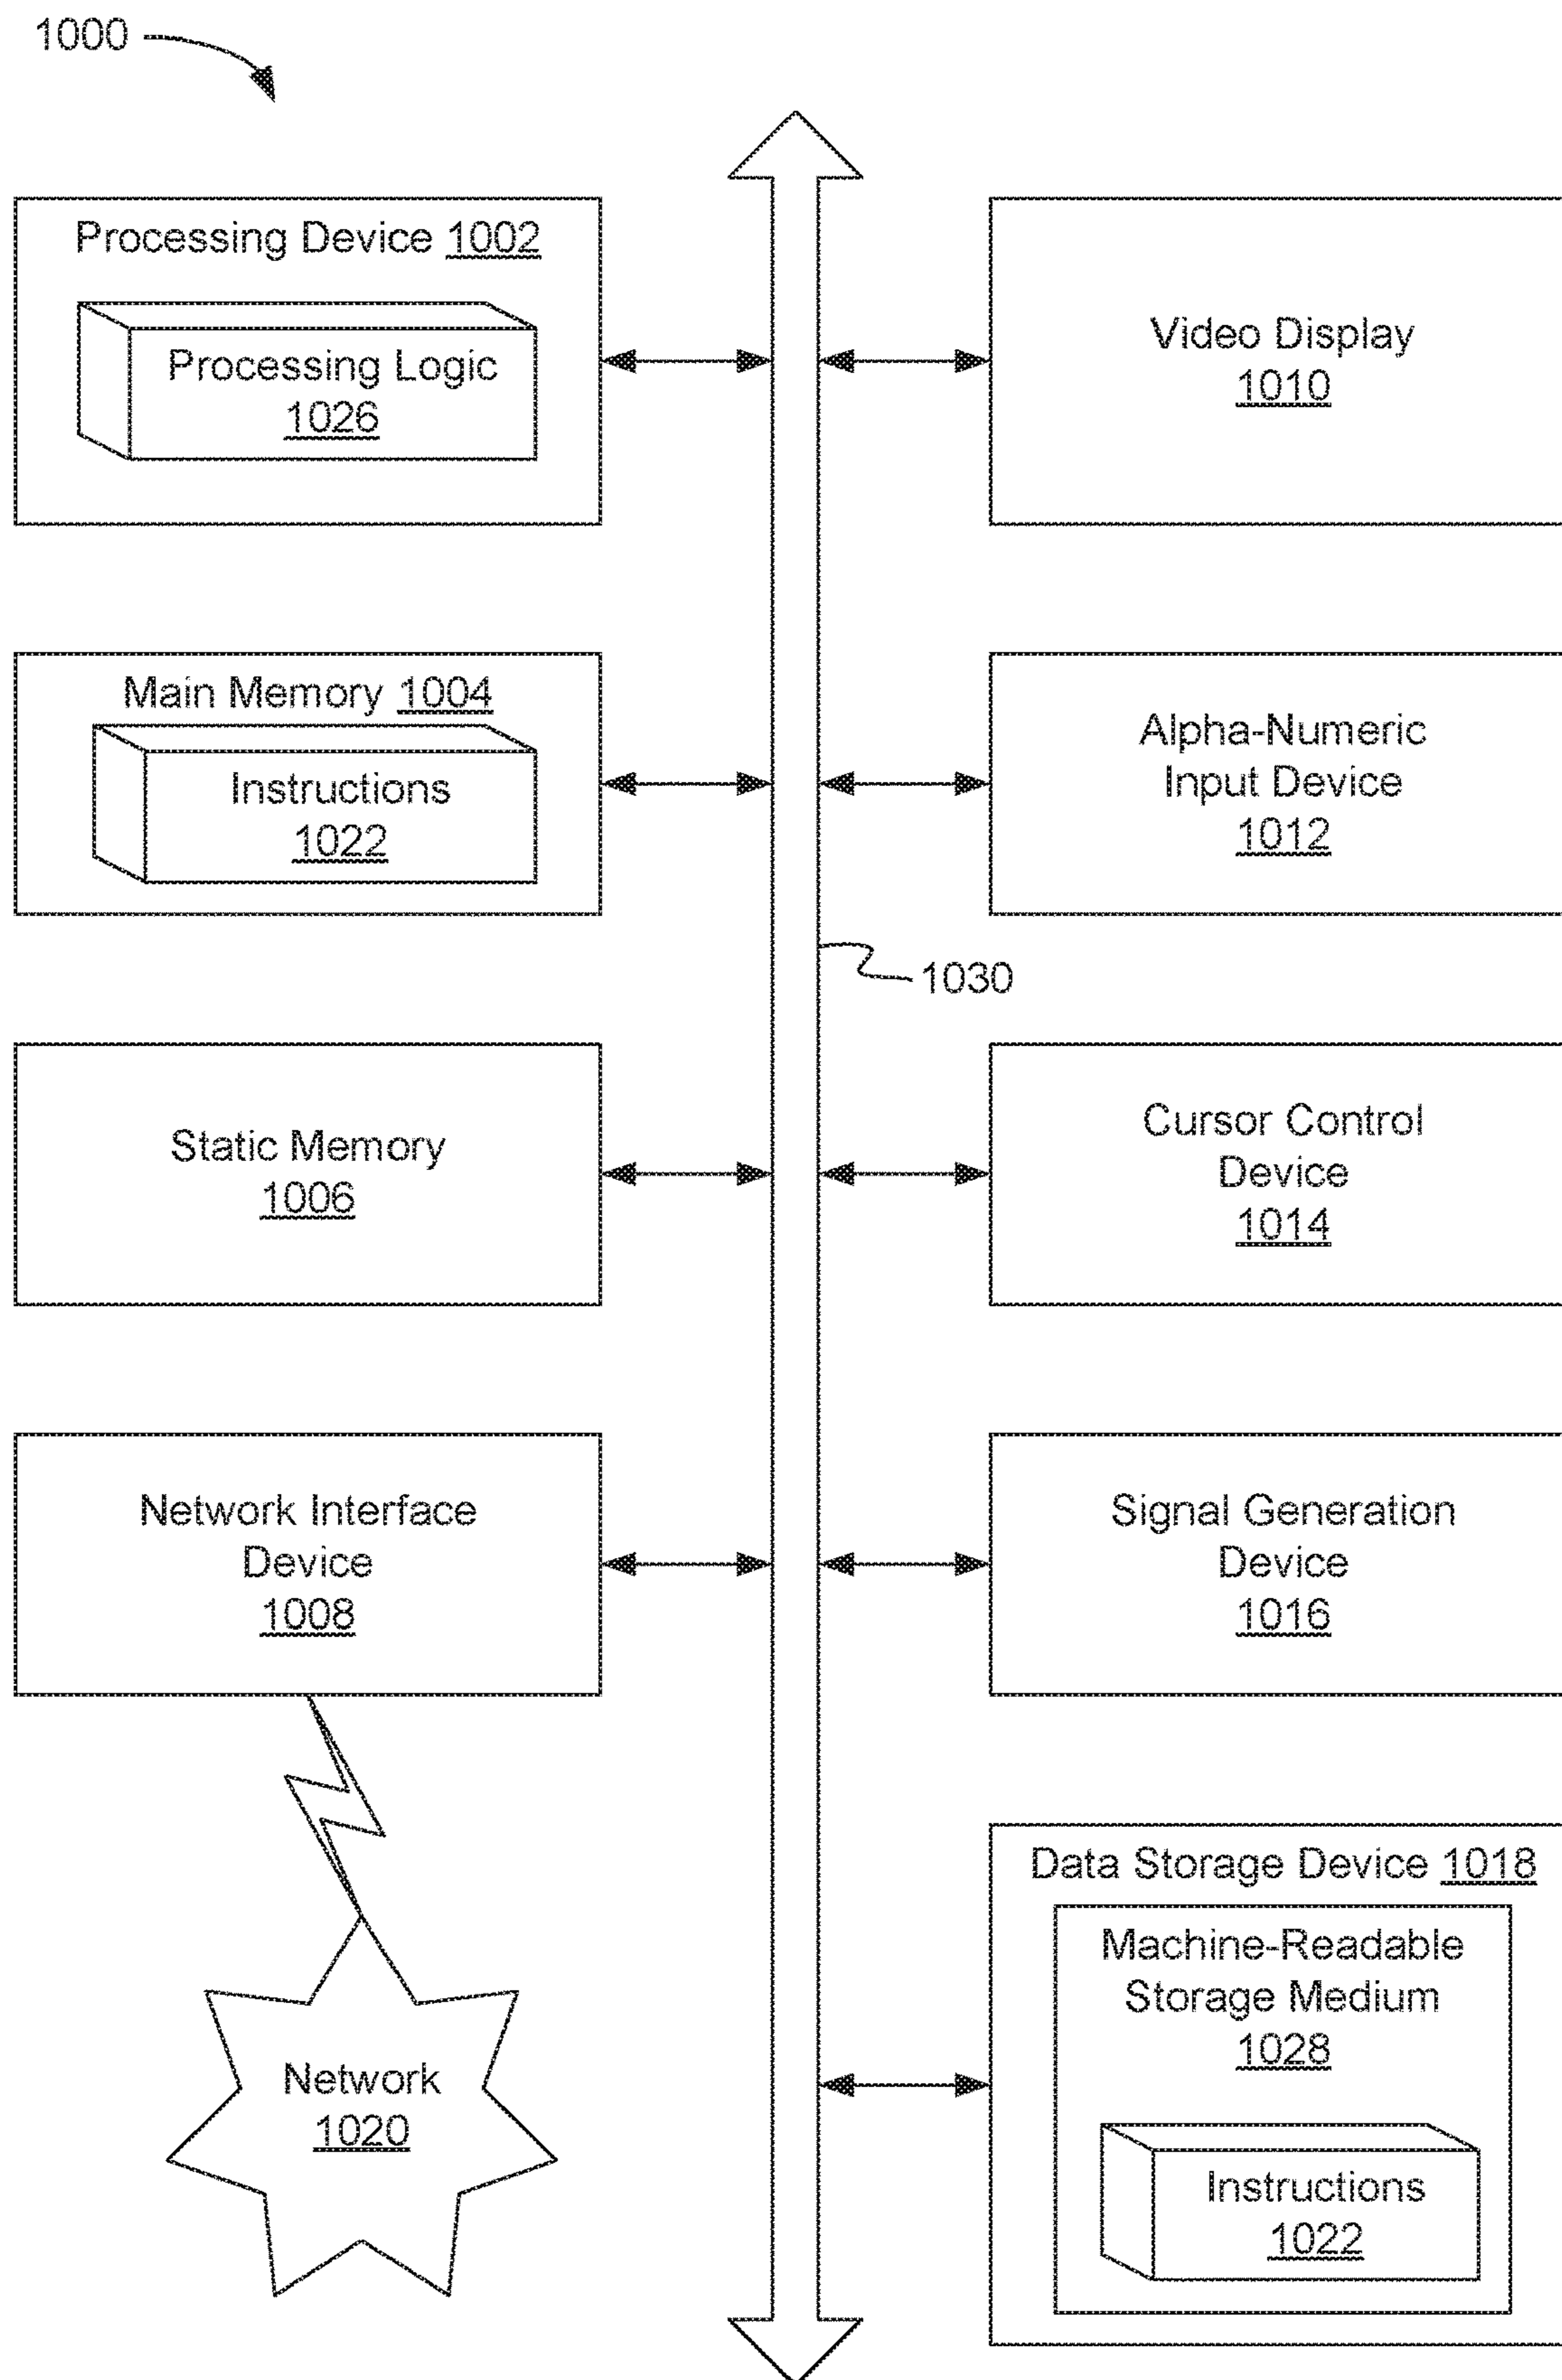 1000
Processing Device 1002
Processing Logic
1026
Video Display
1010
Main Memory 1004
Instructions
1022
Alpha-Numeric
Input Device
1012
1030
Static Memory
1006
Cursor Control
Device
1014
Network Interface
Device
1008
Signal Generation
Device
1016
Data Storage Device 1018
Machine-Readable
Storage Medium
1028
Network
1020
Instructions
1022